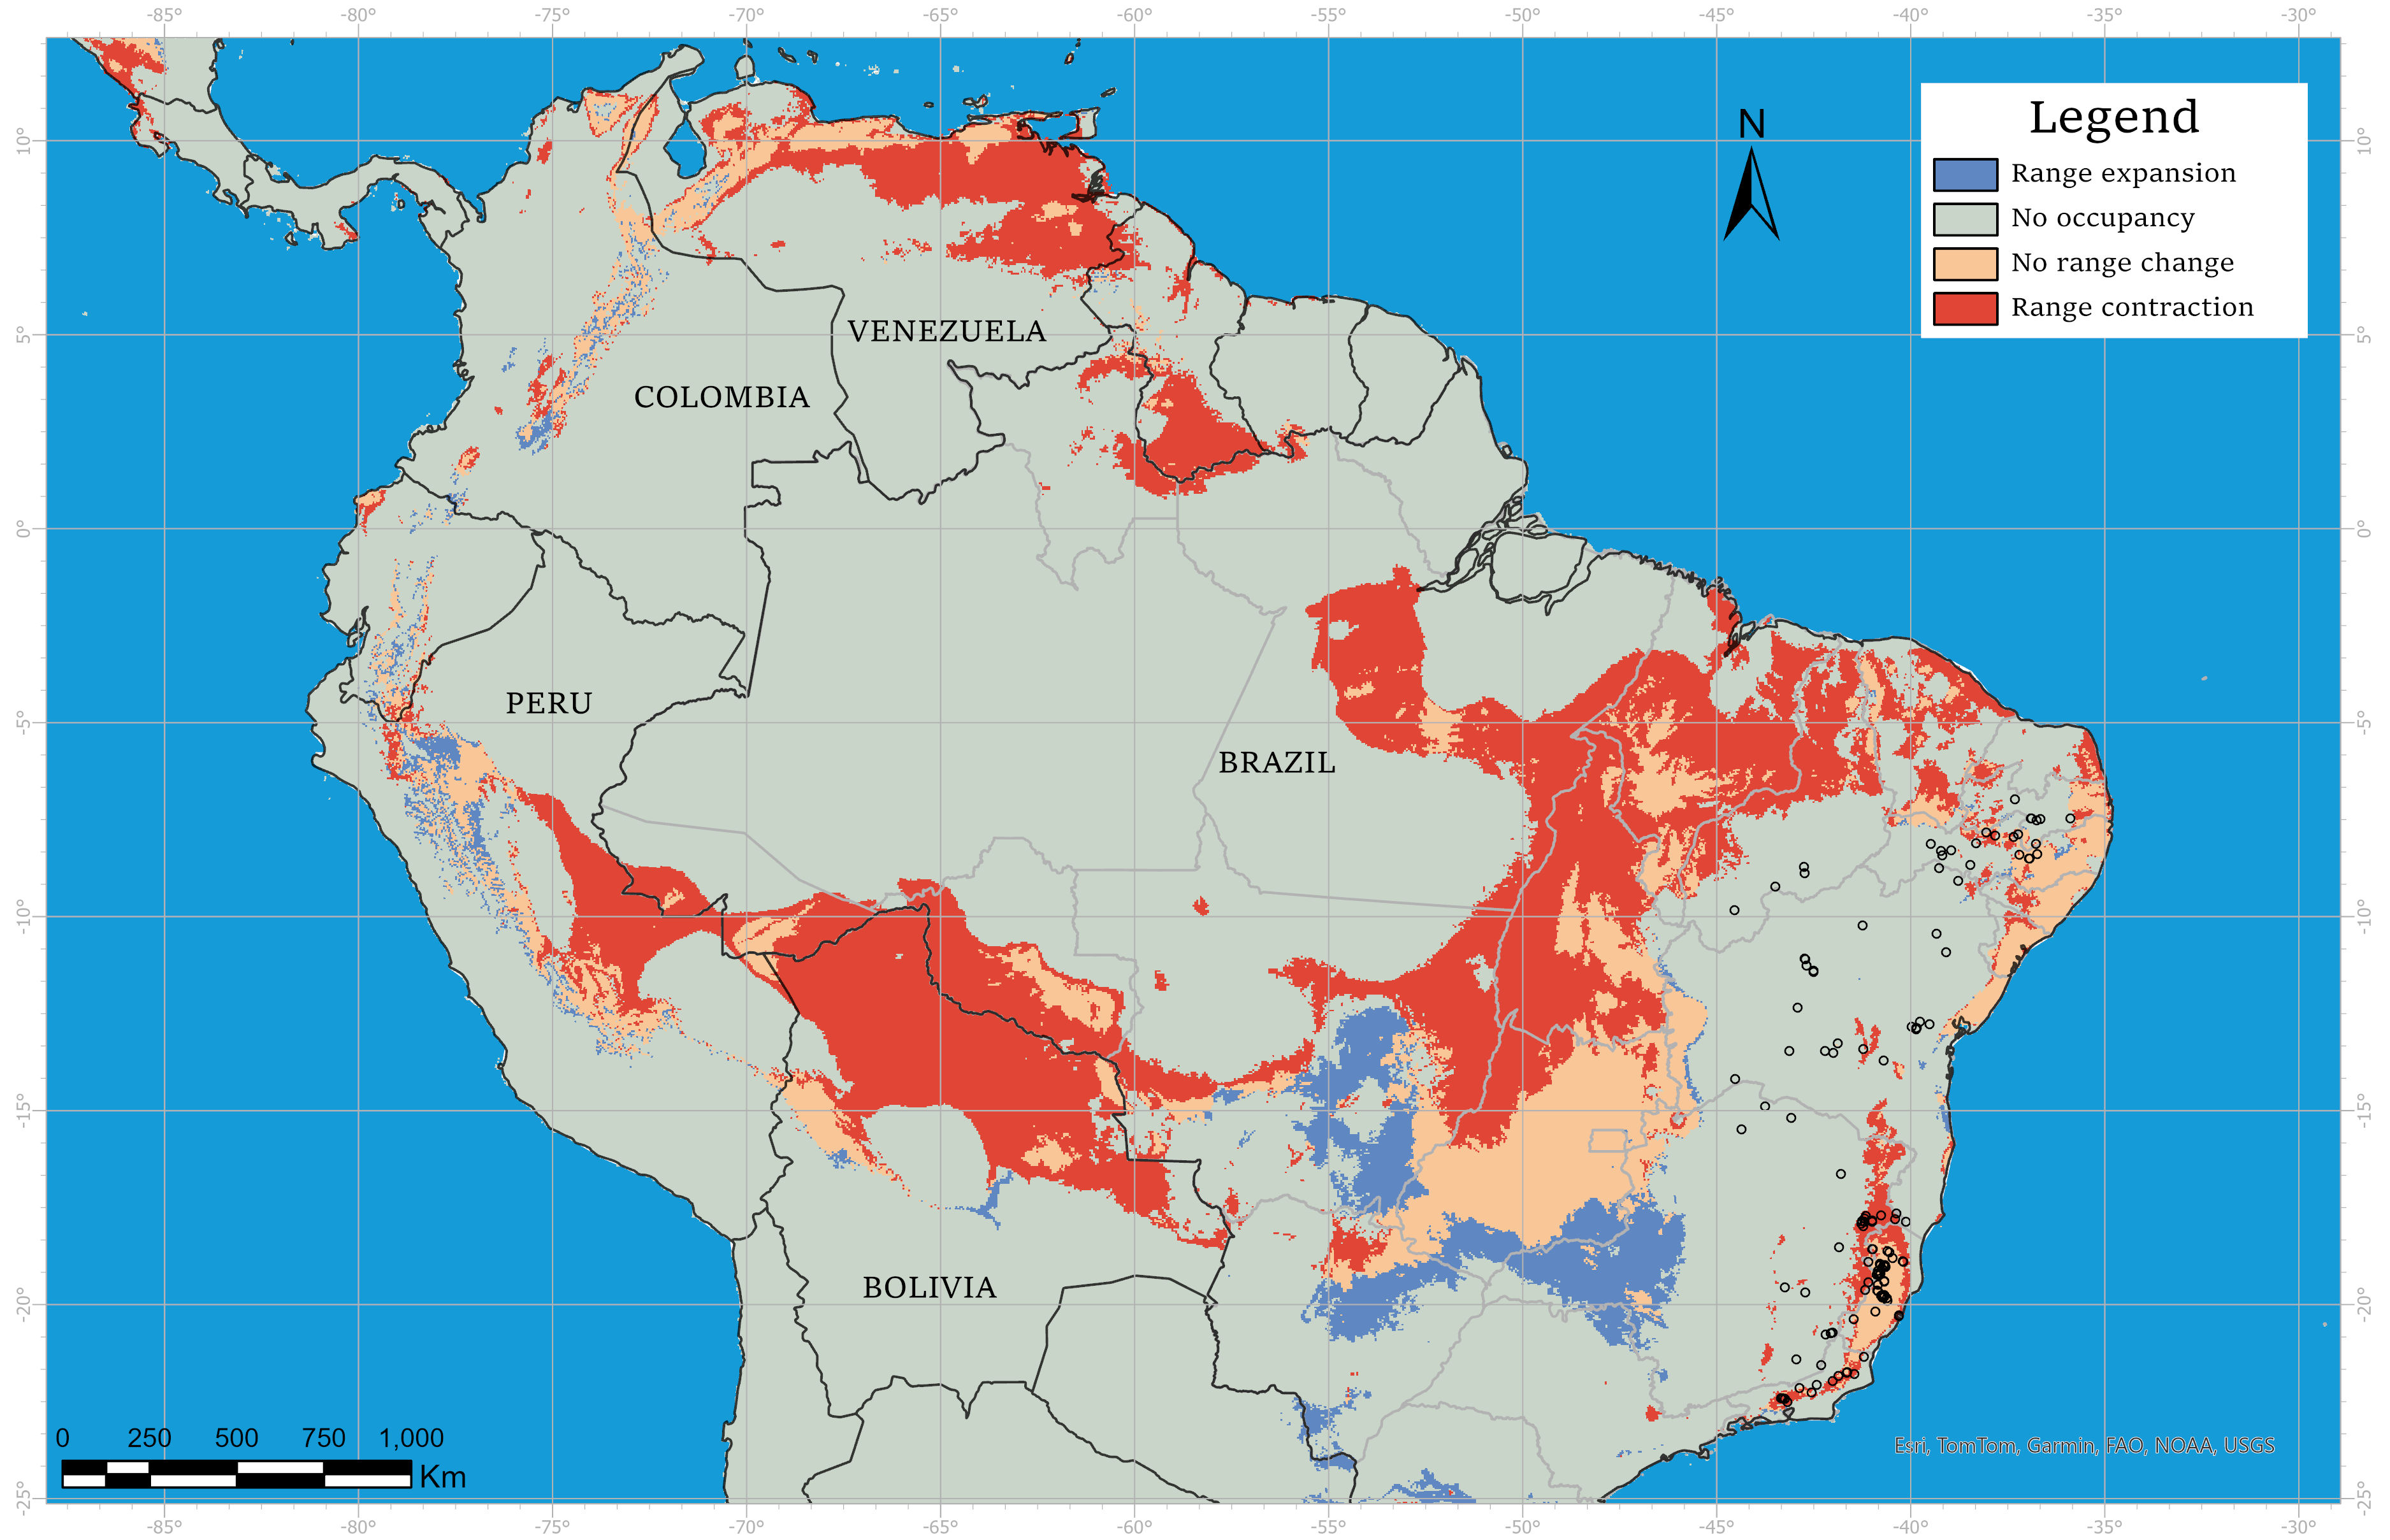 -85° -80° -75° -70° -65° -60° -55° -50° -45° -40° -35° -30°
N
Legend
Range expansion
No occupancy
No range change
Range contraction
10° 10°
5° 5°
VENEZUELA
COLOMBIA
0° 0°
PERU
-5° -5°
BRAZIL
-10° -10°
-15° -15°
BOLIVIA
-20° -20°
0 250 500 750 1,000
Km
Esri, TomTom, Garmin, FAO, NOAA, USGS
-25° -25°
-85° -80° -75° -70° -65° -60° -55° -50° -45° -40° -35° -30°